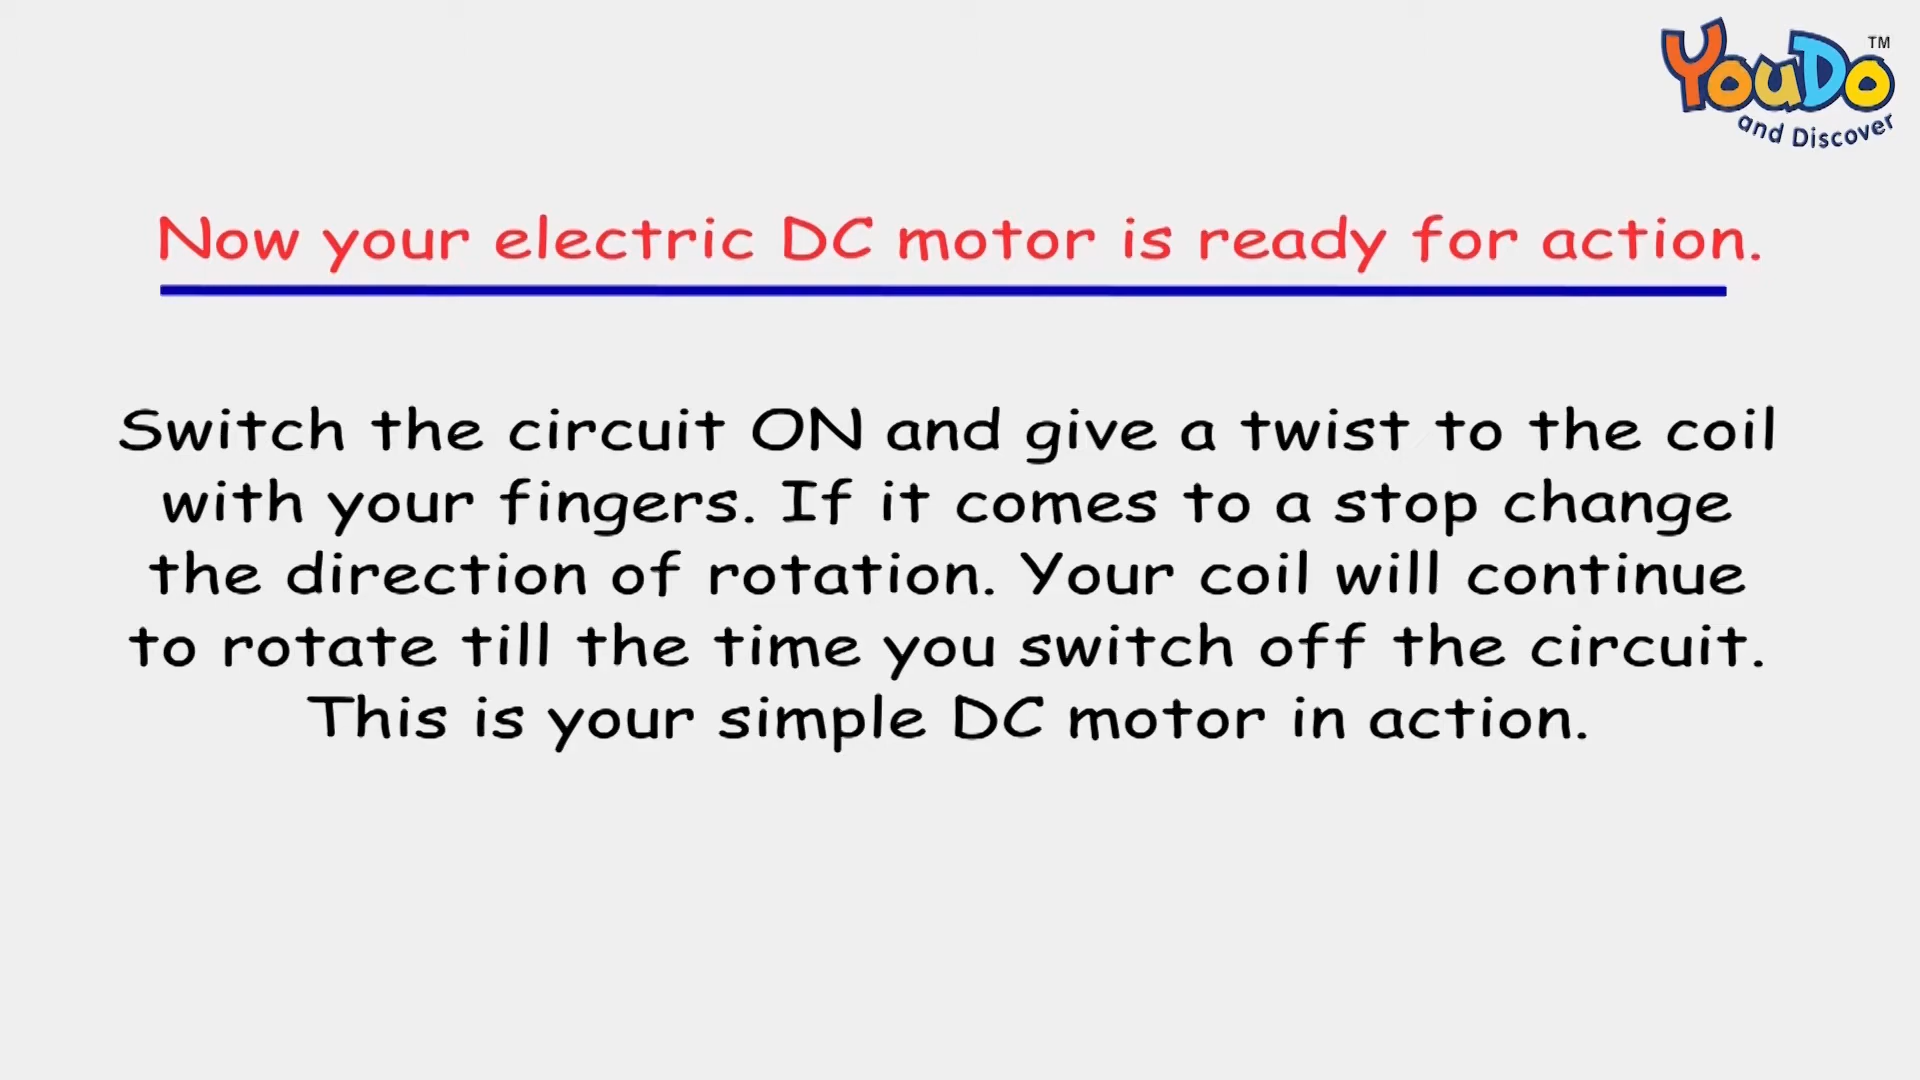 YouDo TM
and Discover
Now your electric DC motor is ready for action.
Switch the circuit ON and give a twist to the coil
with your fingers. If it comes to a stop change
the direction of rotation. Your coil will continue
to rotate till the time you switch off the circuit.
This is your simple DC motor in action.